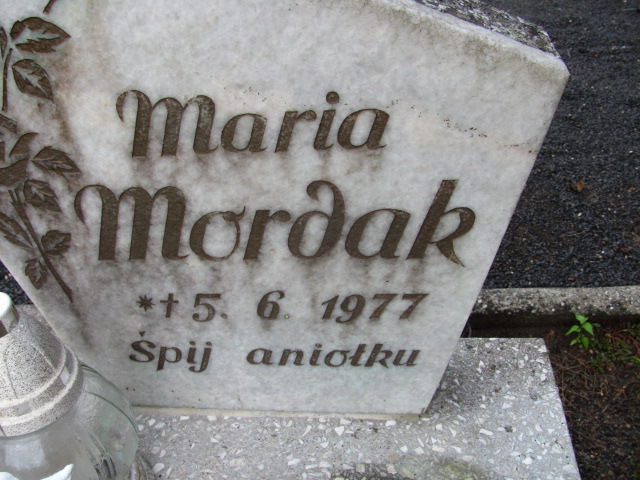 Maria
Mordak
*† 5. 6. 1977
Śpij aniołku